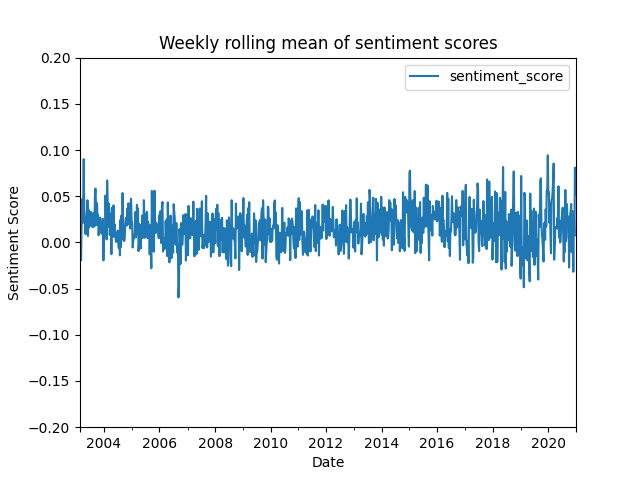 Weekly rolling mean of sentiment scores
sentiment_score
0.20
0.15
0.10
0.05
0.00
−0.05
−0.10
−0.15
−0.20
Sentiment Score
2004 2006 2008 2010 2012 2014 2016 2018 2020
Date